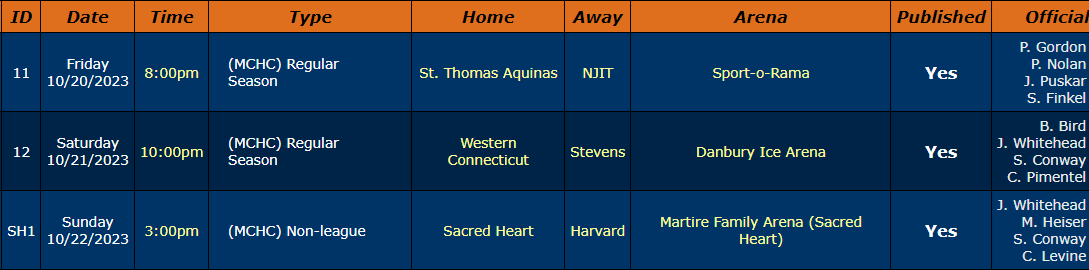 ID Date Time Type Home Away Arena Published Official
11 Friday 10/20/2023 8:00pm (MCHC) Regular Season St. Thomas Aquinas NJIT Sport-o-Rama Yes P. Gordon
P. Nolan
J. Puskar
S. Finkel
12 Saturday 10/21/2023 10:00pm (MCHC) Regular Season Western Connecticut Stevens Danbury Ice Arena Yes B. Bird
J. Whitehead
S. Conway
C. Pimentel
SH1 Sunday 10/22/2023 3:00pm (MCHC) Non-league Sacred Heart Harvard Martire Family Arena (Sacred Heart) Yes J. Whitehead
M. Heiser
S. Conway
C. Levine